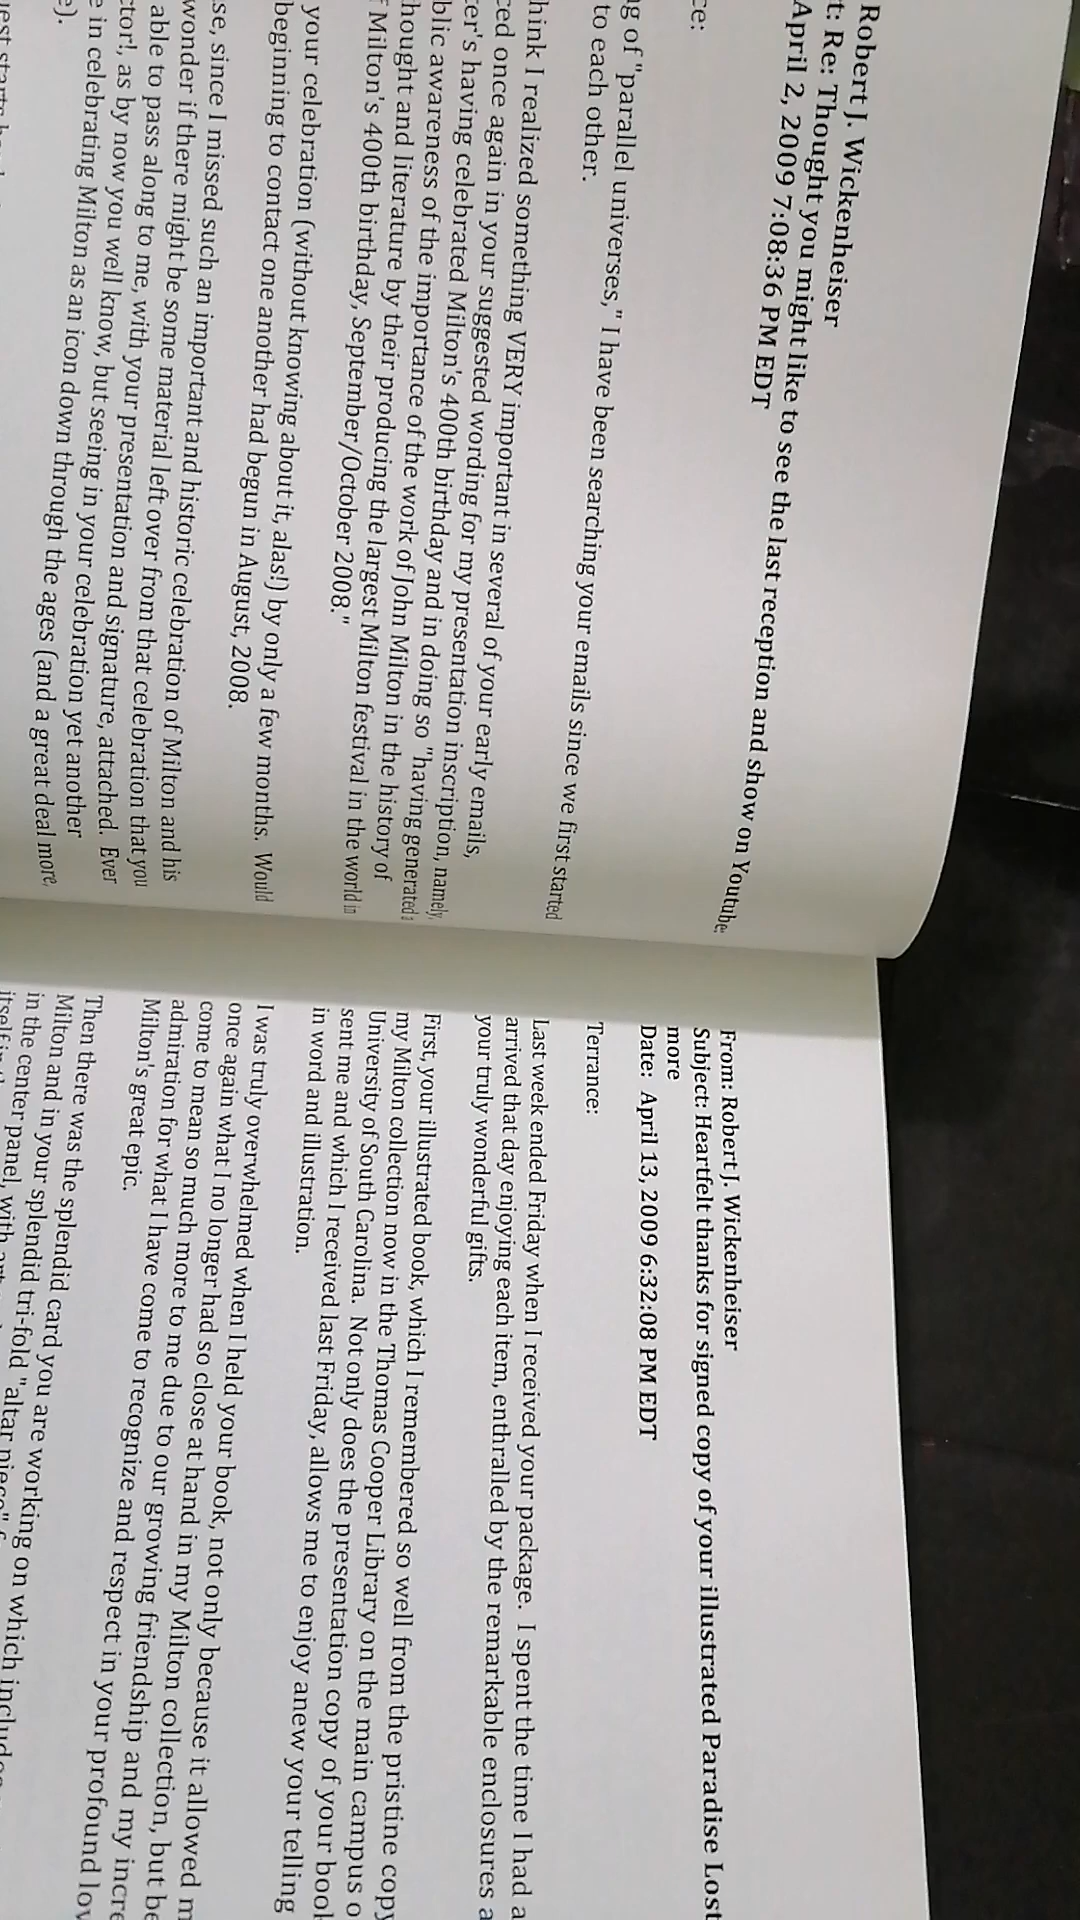 Robert J. Wickenheiser
t: Re: Thought you might like to see the last reception and show on Youtube
April 2, 2009 7:08:36 PM EDT
ce:
ng of "parallel universes," I have been searching your emails since we first started
to each other.
hink I realized something VERY important in several of your early emails,
ced once again in your suggested wording for my presentation inscription, namely,
er's having celebrated Milton's 400th birthday and in doing so "having generated a
blic awareness of the importance of the work of John Milton in the history of
hought and literature by their producing the largest Milton festival in the world in
f Milton's 400th birthday, September/October 2008."
your celebration (without knowing about it, alas!) by only a few months. Would
beginning to contact one another had begun in August, 2008.
se, since I missed such an important and historic celebration of Milton and his
wonder if there might be some material left over from that celebration that you
able to pass along to me, with your presentation and signature, attached. Ever
ctor!, as by now you well know, but seeing in your celebration yet another
e in celebrating Milton as an icon down through the ages (and a great deal more,
e).
From: Robert J. Wickenheiser
Subject: Heartfelt thanks for signed copy of your illustrated Paradise Lost
more
Date: April 13, 2009 6:32:08 PM EDT
Terrance:
Last week ended Friday when I received your package. I spent the time I had a
arrived that day enjoying each item, enthralled by the remarkable enclosures a
your truly wonderful gifts.
First, your illustrated book, which I remembered so well from the pristine copy
my Milton collection now in the Thomas Cooper Library on the main campus o
University of South Carolina. Not only does the presentation copy of your book
sent me and which I received last Friday, allows me to enjoy anew your telling
in word and illustration.
I was truly overwhelmed when I held your book, not only because it allowed m
once again what I no longer had so close at hand in my Milton collection, but be
come to mean so much more to me due to our growing friendship and my incre
admiration for what I have come to recognize and respect in your profound lov
Milton's great epic.
Then there was the splendid card you are working on which includes
Milton and in your splendid tri-fold "altar piece"
in the center panel, with
itself in